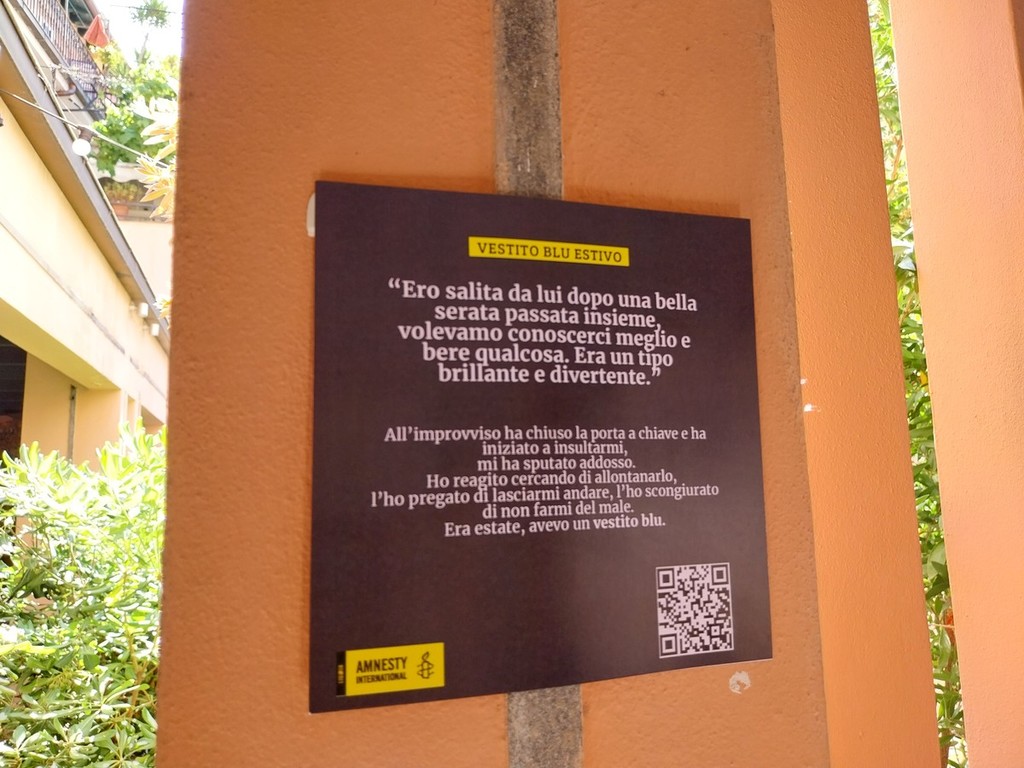 VESTITO BLU ESTIVO
“Ero salita da lui dopo una bella
serata passata insieme,
volevamo conoscerci meglio e
bere qualcosa. Era un tipo
brillante e divertente.”
All’improvviso ha chiuso la porta a chiave e ha
iniziato a insultarmi,
mi ha sputato addosso.
Ho reagito cercando di allontanarlo,
l’ho pregato di lasciarmi andare, l’ho scongiurato
di non farmi del male.
Era estate, avevo un vestito blu.
AMNESTY
INTERNATIONAL